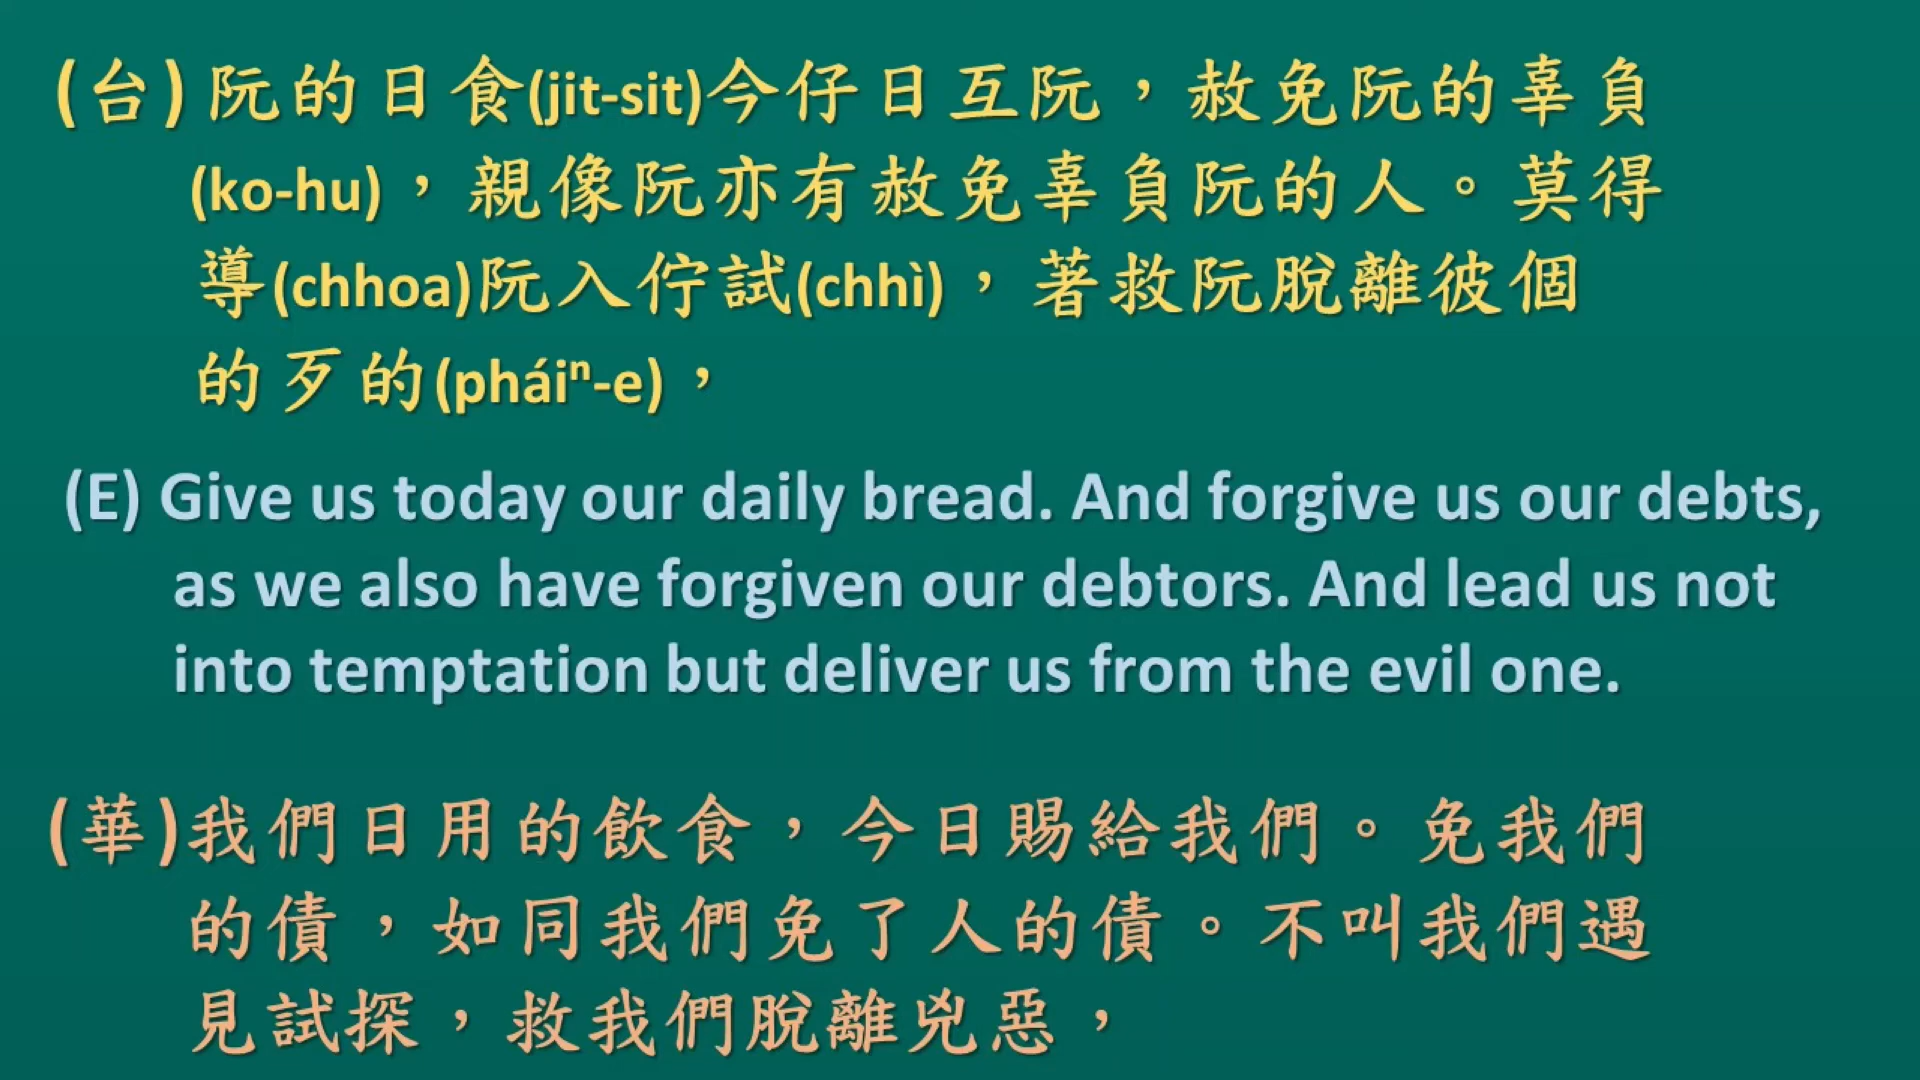 (台) 阮的日食(jit-sit)今仔日互阮，赦免阮的辜負
(ko-hu)，親像阮亦有赦免辜負阮的人。莫得
導(chhoa)阮入佇試(chhì)，著救阮脫離彼個
的歹的(pháiⁿ-e)，
(E) Give us today our daily bread. And forgive us our debts,
as we also have forgiven our debtors. And lead us not
into temptation but deliver us from the evil one.
(華)我們日用的飲食，今日賜給我們。免我們
的債，如同我們免了人的債。不叫我們遇
見試探，救我們脫離兇惡，